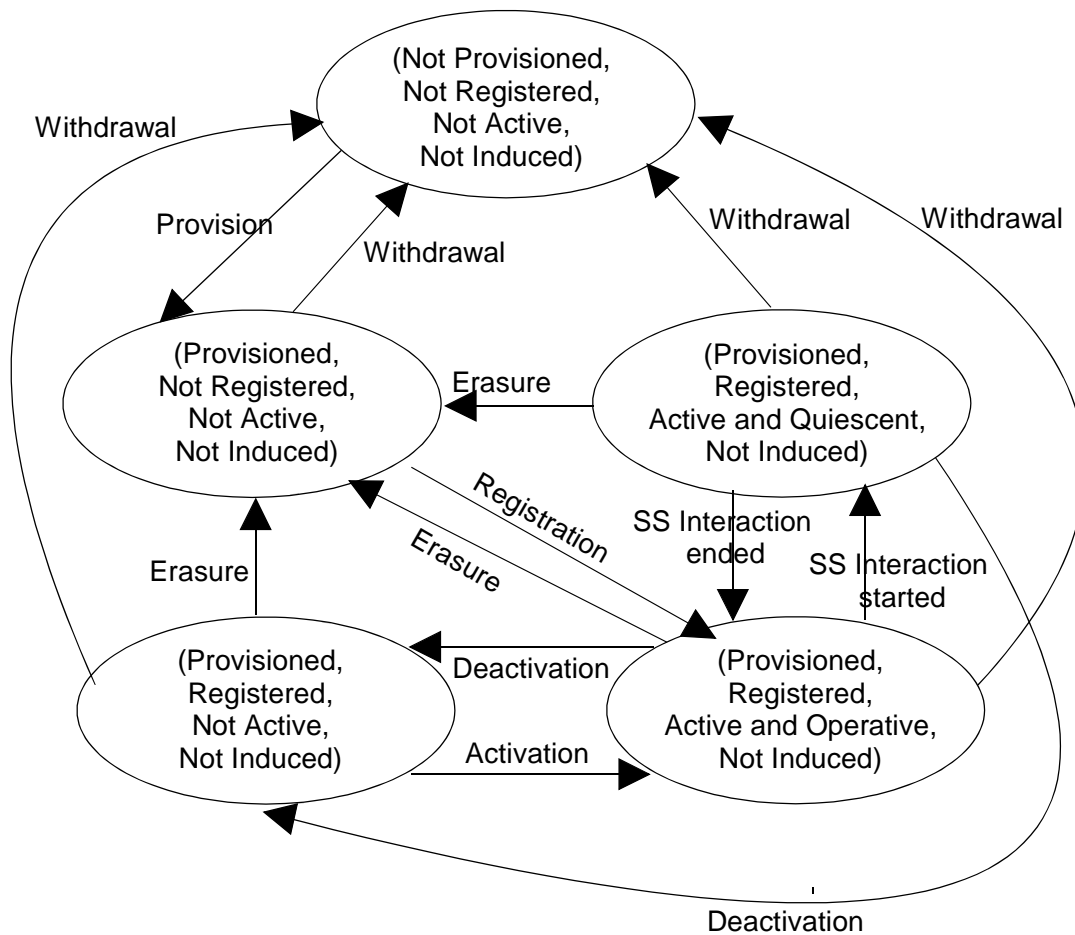 (Not Provisioned,
Not Registered,
Not Active,
Not Induced)
Withdrawal
Provision
Withdrawal
Withdrawal
Withdrawal
(Provisioned,
Not Registered,
Not Active,
Not Induced)
Erasure
(Provisioned,
Registered,
Active and Quiescent,
Not Induced)
Registration
Erasure
SS Interaction
ended
SS Interaction
started
Erasure
(Provisioned,
Registered,
Not Active,
Not Induced)
Deactivation
Activation
(Provisioned,
Registered,
Active and Operative,
Not Induced)
Deactivation